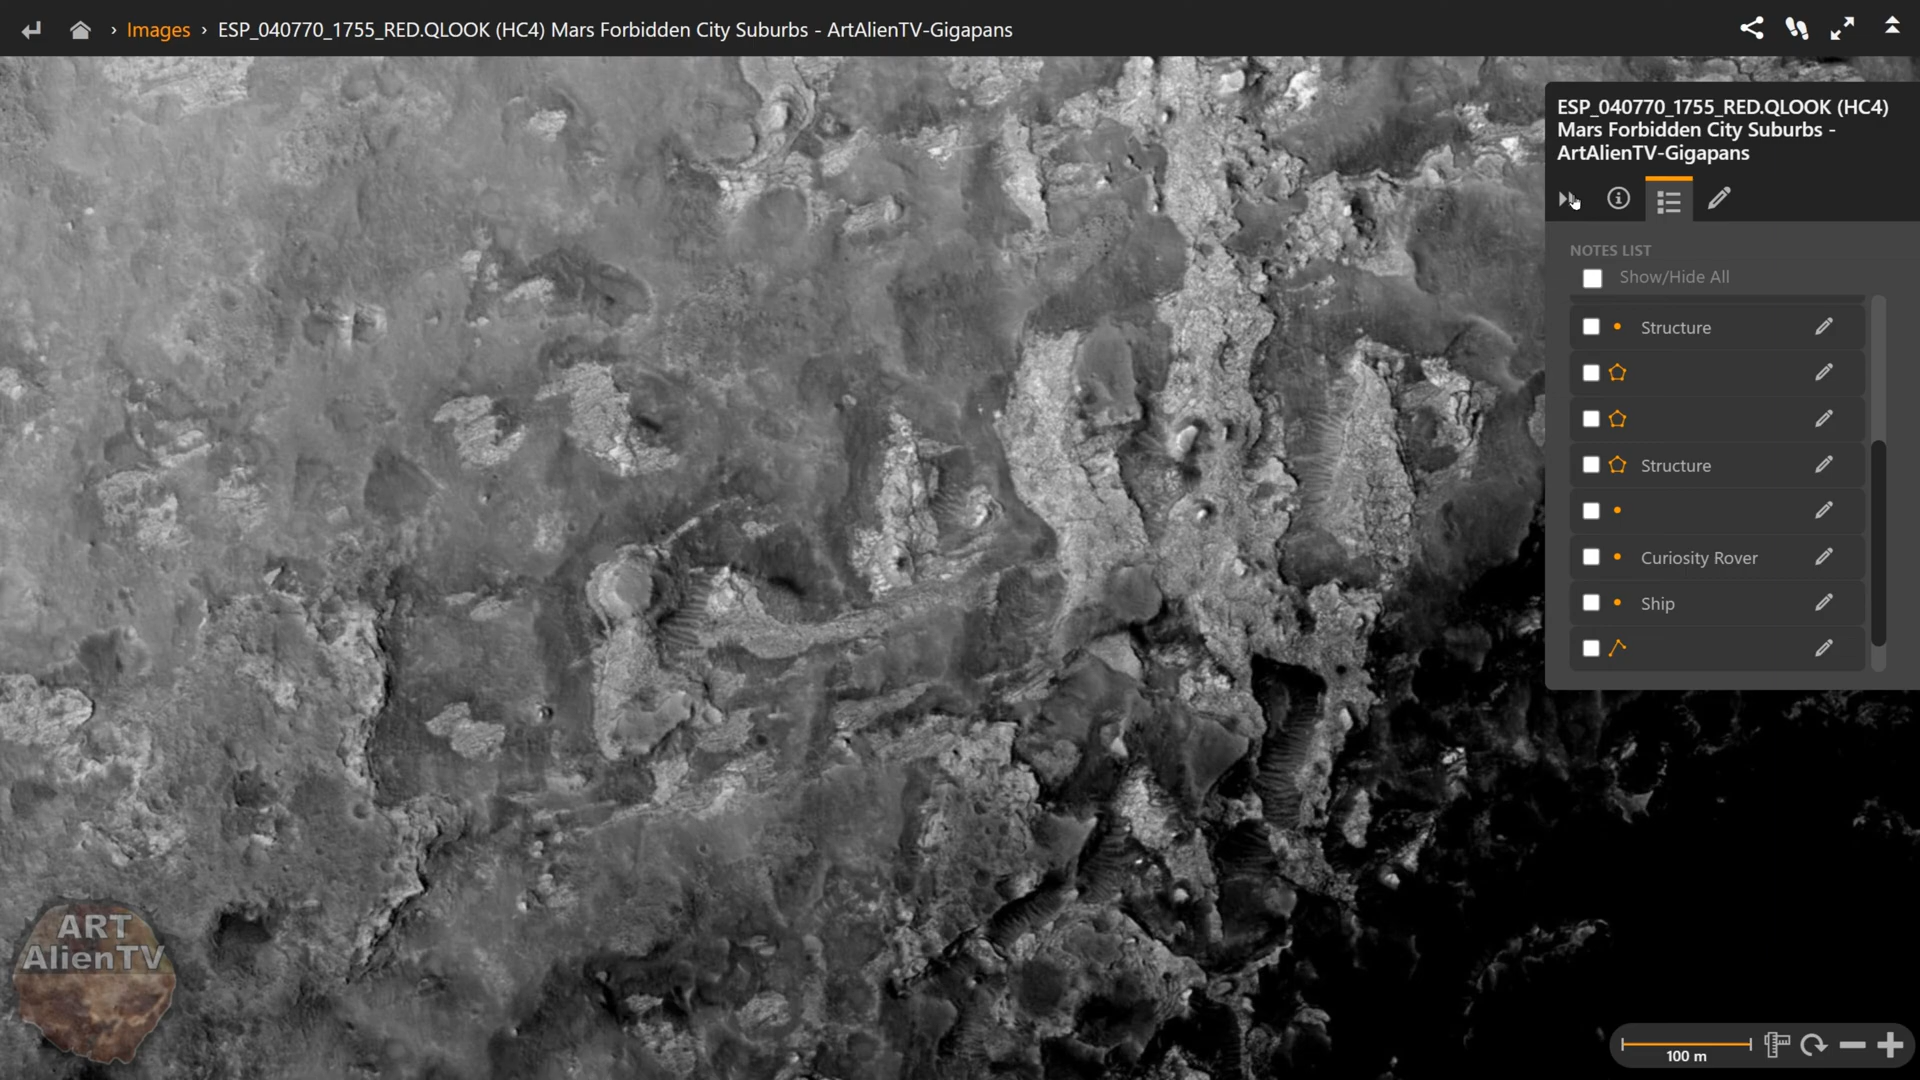 Images › ESP_040770_1755_RED.QLOOK (HC4) Mars Forbidden City Suburbs - ArtAlienTV-Gigapans
ESP_040770_1755_RED.QLOOK (HC4)
Mars Forbidden City Suburbs -
ArtAlienTV-Gigapans
NOTES LIST
Show/Hide All
Structure
Structure
Curiosity Rover
Ship
ART
AlienTV
100 m